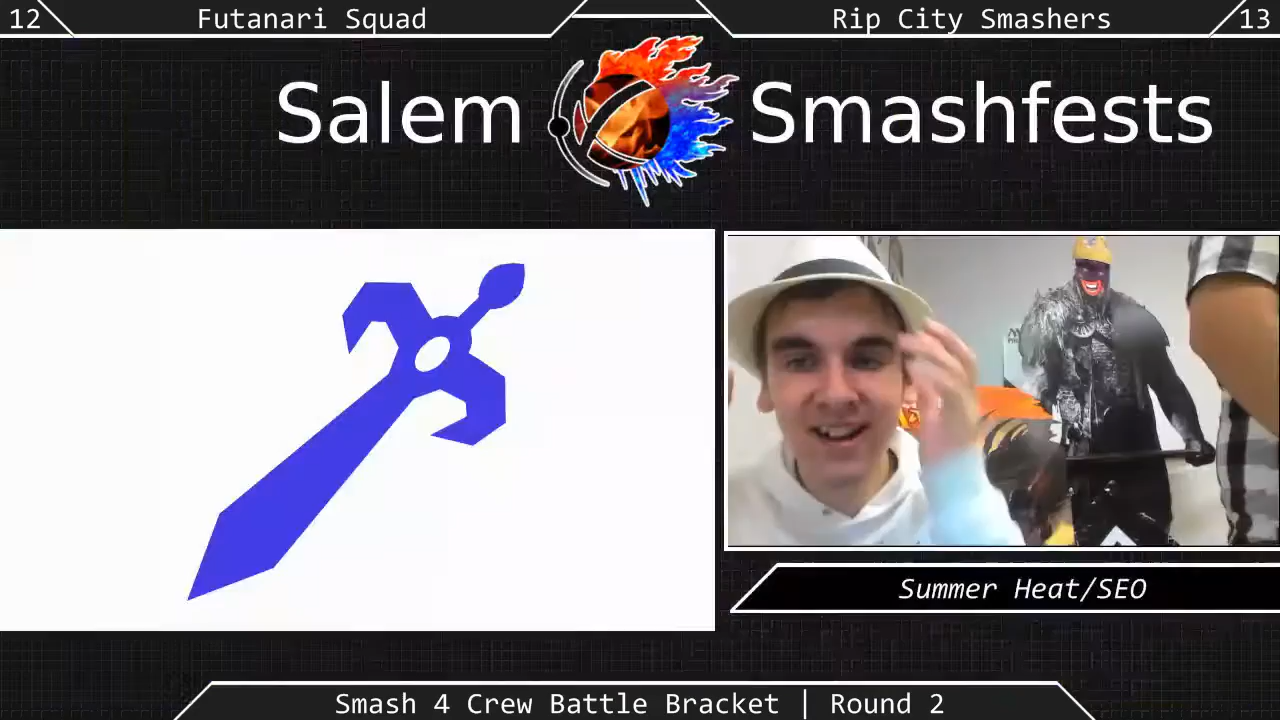 12 Futanari Squad Rip City Smashers 13
Salem Smashfests
Summer Heat/SEO
Smash 4 Crew Battle Bracket | Round 2